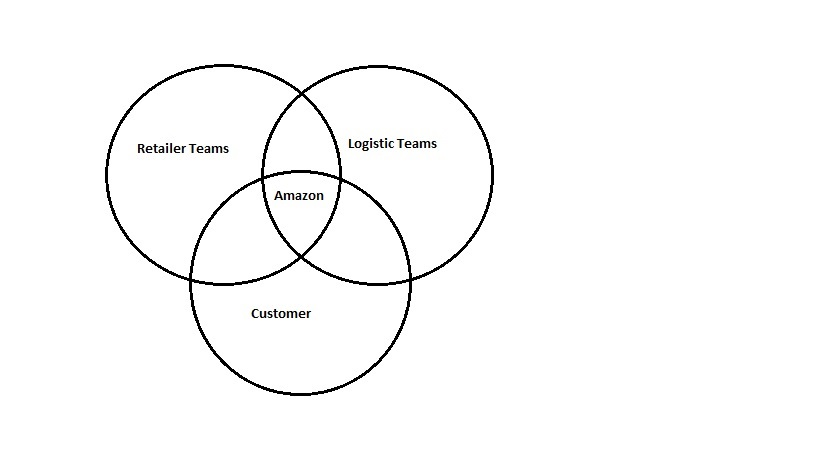 Retailer Teams
Logistic Teams
Amazon
Customer